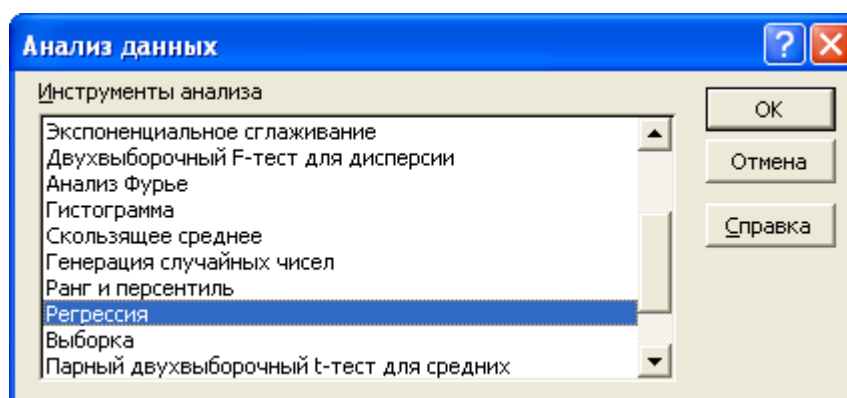 Анализ данных
Инструменты анализа
Экспоненциальное сглаживание
Двухвыборочный F-тест для дисперсии
Анализ Фурье
Гистограмма
Скользящее среднее
Генерация случайных чисел
Ранг и персентиль
Регрессия
Выборка
Парный двухвыборочный t-тест для средних
OK
Отмена
Справка